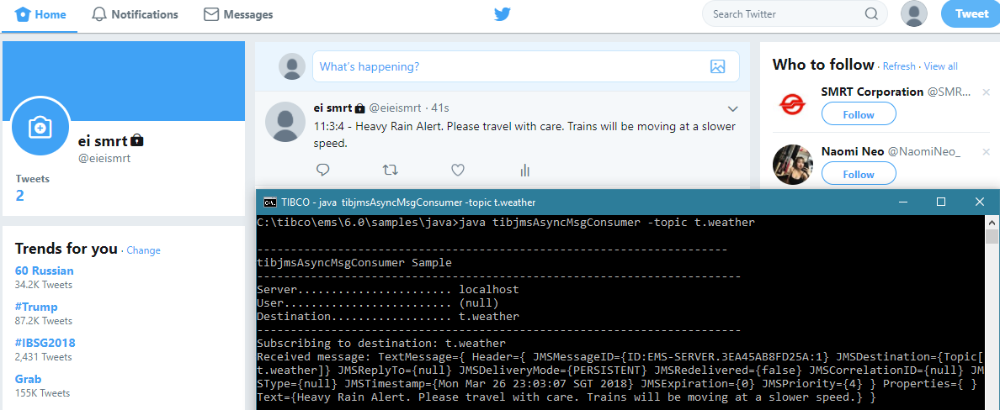 Home
Notifications
Messages
Search Twitter
Tweet
ei smrt
@eieismrt
Tweets
2
Trends for you · Change
60 Russian
34.2K Tweets
#Trump
87.2K Tweets
#IBSG2018
2,431 Tweets
Grab
155K Tweets
What's happening?
ei smrt @eieismrt · 41s
11:3:4 - Heavy Rain Alert. Please travel with care. Trains will be moving at a slower
speed.
Who to follow · Refresh · View all
SMRT Corporation @SMR...
Follow
Naomi Neo @NaomiNeo_
Follow
C:\. TIBCO - java tibjmsAsyncMsgConsumer -topic t.weather
C:\tibco\ems\6.0\samples\java>java tibjmsAsyncMsgConsumer -topic t.weather
------------------------------------------------------------------------
tibjmsAsyncMsgConsumer Sample
------------------------------------------------------------------------
Server....................... localhost
User......................... (null)
Destination.................. t.weather
------------------------------------------------------------------------
Subscribing to destination: t.weather
Received message: TextMessage={ Header={ JMSMessageID={ID:EMS-SERVER.3EA45AB8FD25A:1} JMSDestination={Topic[
t.weather]} JMSReplyTo={null} JMSDeliveryMode={PERSISTENT} JMSRedelivered={false} JMSCorrelationID={null} JM
SType={null} JMSTimestamp={Mon Mar 26 23:03:07 SGT 2018} JMSExpiration={0} JMSPriority={4} } Properties={ }
Text={Heavy Rain Alert. Please travel with care. Trains will be moving at a slower speed.} }